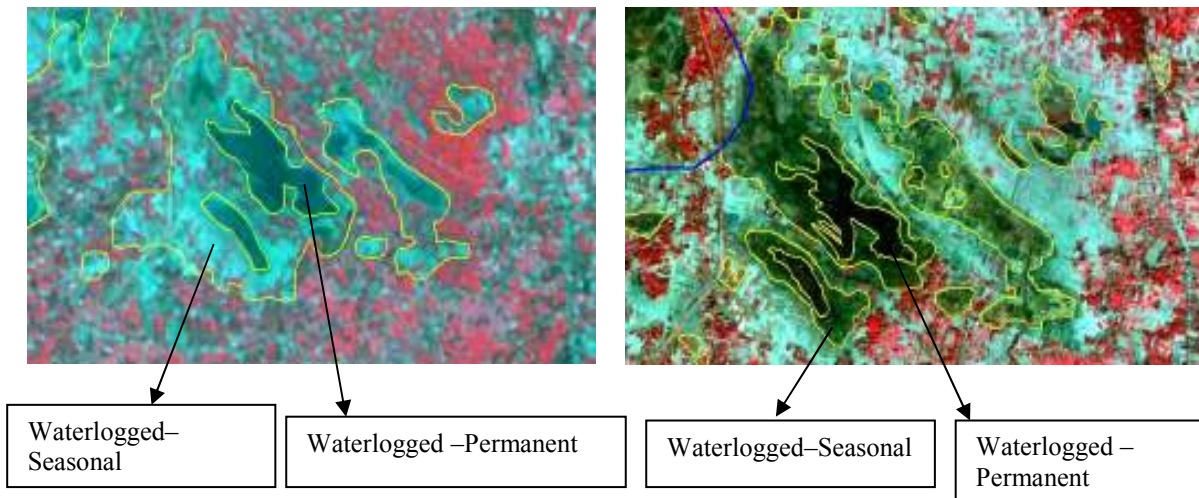 Waterlogged–
Seasonal
Waterlogged –Permanent
Waterlogged–Seasonal
Waterlogged –
Permanent